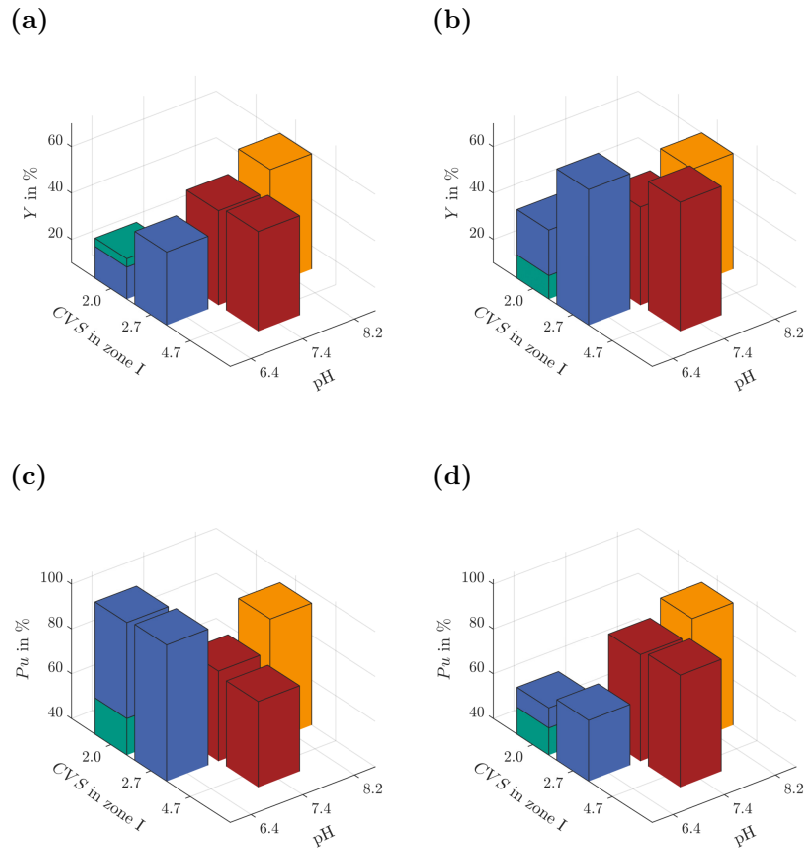 (a)
60
40
20
Y in %
2.0
2.7
4.7
CVS in zone I
6.4
7.4
8.2
pH
(b)
60
40
20
Y in %
2.0
2.7
4.7
CVS in zone I
6.4
7.4
8.2
pH
(c)
100
80
60
40
Pu in %
2.0
2.7
4.7
CVS in zone I
6.4
7.4
8.2
pH
(d)
100
80
60
40
Pu in %
2.0
2.7
4.7
CVS in zone I
6.4
7.4
8.2
pH